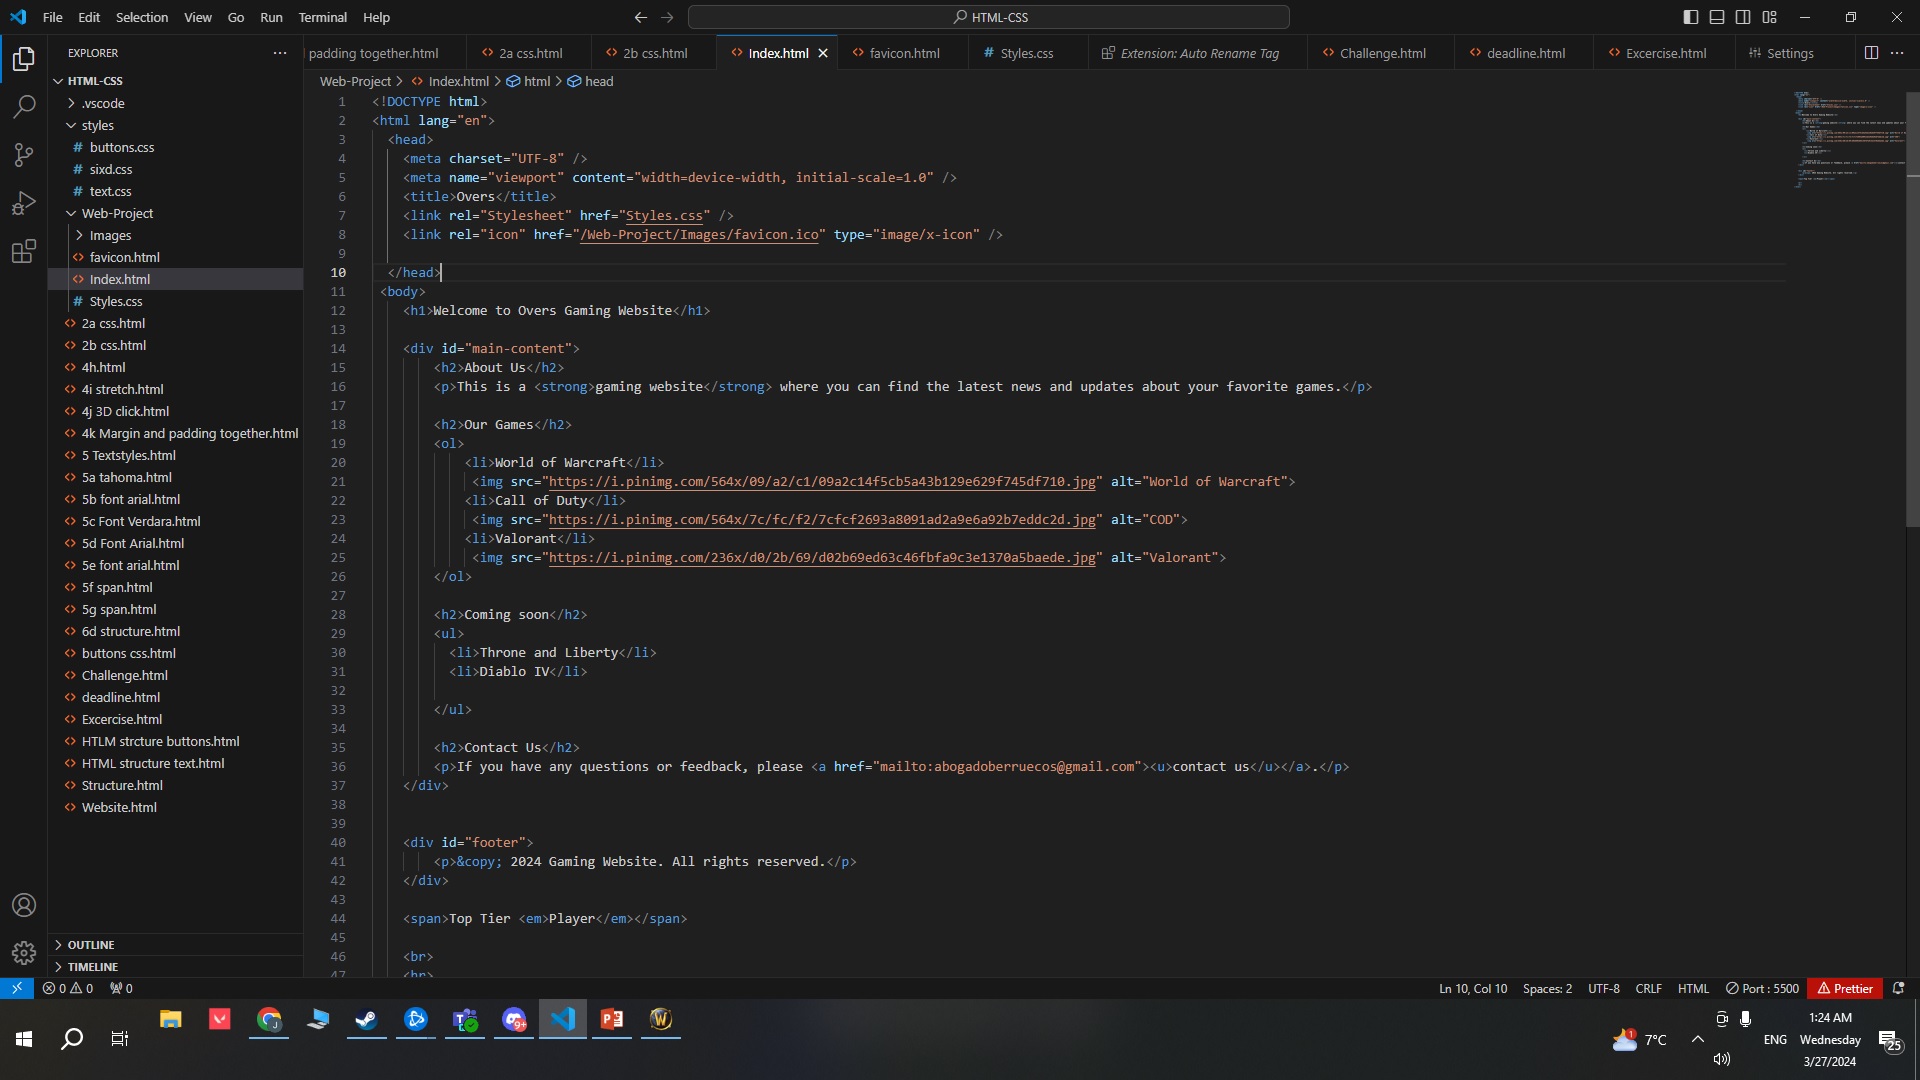 File Edit Selection View Go Run Terminal Help
HTML-CSS
EXPLORER
padding together.html 2a css.html 2b css.html Index.html favicon.html Styles.css Extension: Auto Rename Tag Challenge.html deadline.html Excercise.html Settings
Web-Project > Index.html > html > head
HTML-CSS
.vscode
styles
buttons.css
sixd.css
text.css
Web-Project
Images
favicon.html
Index.html
Styles.css
2a css.html
2b css.html
4h.html
4i stretch.html
4j 3D click.html
4k Margin and padding together.html
5 Textstyles.html
5a tahoma.html
5b font arial.html
5c Font Verdara.html
5d Font Arial.html
5e font arial.html
5f span.html
5g span.html
6d structure.html
buttons css.html
Challenge.html
deadline.html
Excercise.html
HTLM strcture buttons.html
HTML structure text.html
Structure.html
Website.html
OUTLINE
TIMELINE
1 <!DOCTYPE html>
2 <html lang="en">
3 <head>
4 <meta charset="UTF-8" />
5 <meta name="viewport" content="width=device-width, initial-scale=1.0" />
6 <title>Overs</title>
7 <link rel="Stylesheet" href="Styles.css" />
8 <link rel="icon" href="/Web-Project/Images/favicon.ico" type="image/x-icon" />
9
10 </head>
11 <body>
12 <h1>Welcome to Overs Gaming Website</h1>
13
14 <div id="main-content">
15 <h2>About Us</h2>
16 <p>This is a <strong>gaming website</strong> where you can find the latest news and updates about your favorite games.</p>
17
18 <h2>Our Games</h2>
19 <ol>
20 <li>World of Warcraft</li>
21 <img src="https://i.pinimg.com/564x/09/a2/c1/09a2c14f5cb5a43b129e629f745df710.jpg" alt="World of Warcraft">
22 <li>Call of Duty</li>
23 <img src="https://i.pinimg.com/564x/7c/fc/f2/7cfcf2693a8091ad2a9e6a92b7eddc2d.jpg" alt="COD">
24 <li>Valorant</li>
25 <img src="https://i.pinimg.com/236x/d0/2b/69/d02b69ed63c46fbfa9c3e1370a5baede.jpg" alt="Valorant">
26 </ol>
27
28 <h2>Coming soon</h2>
29 <ul>
30 <li>Throne and Liberty</li>
31 <li>Diablo IV</li>
32
33 </ul>
34
35 <h2>Contact Us</h2>
36 <p>If you have any questions or feedback, please <a href="mailto:abogadoberruecos@gmail.com"><u>contact us</u></a>.</p>
37 </div>
38
39
40 <div id="footer">
41 <p>&copy; 2024 Gaming Website. All rights reserved.</p>
42 </div>
43
44 <span>Top Tier <em>Player</em></span>
45
46 <br>
47 <hr>
0 0 0
Ln 10, Col 10 Spaces: 2 UTF-8 CRLF HTML Port : 5500 Prettier
9+
1 7°C ENG
1:24 AM
Wednesday
3/27/2024
25